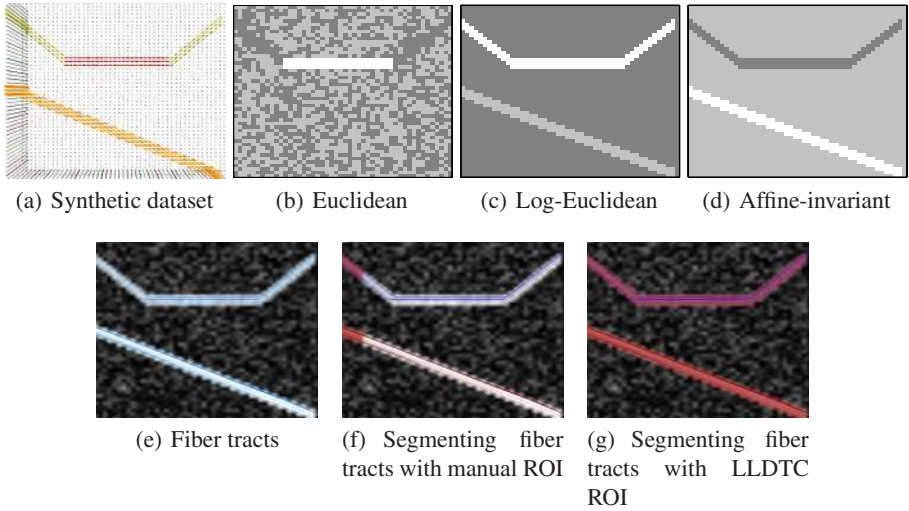 (a) Synthetic dataset
(b) Euclidean
(c) Log-Euclidean
(d) Affine-invariant
(e) Fiber tracts
(f) Segmenting fiber
tracts with manual ROI
(g) Segmenting fiber
tracts with LLDTC
ROI